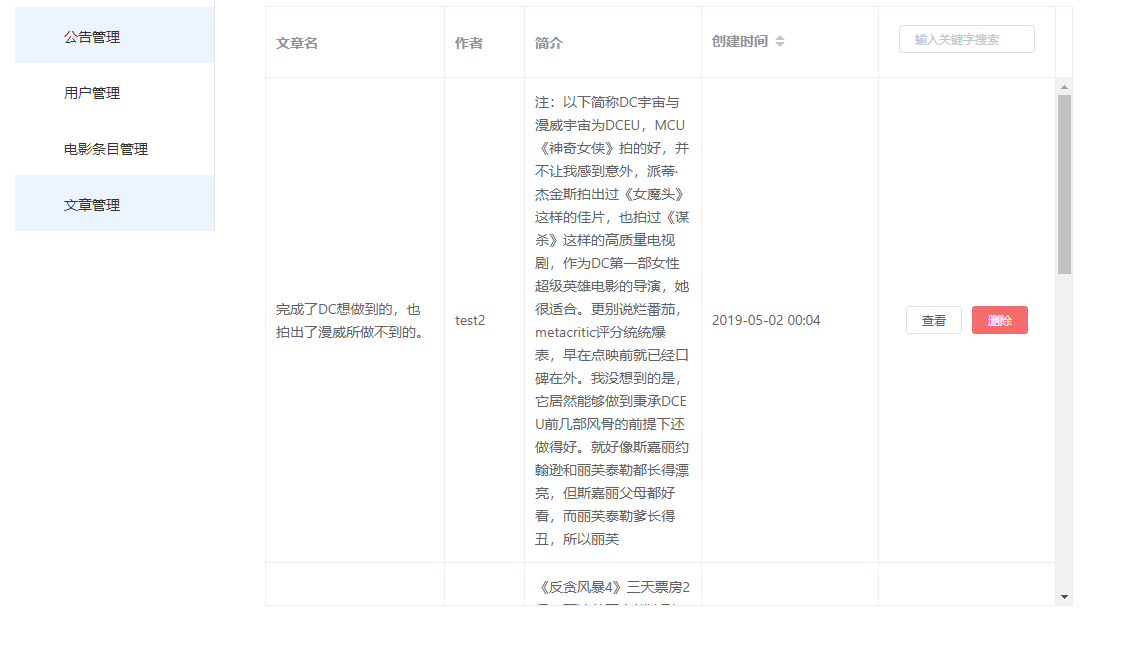 公告管理
用户管理
电影条目管理
文章管理
文章名
作者
简介
创建时间
输入关键字搜索
完成了DC想做到的，也
拍出了漫威所做不到的。
test2
注：以下简称DC宇宙与
漫威宇宙为DCEU，MCU
《神奇女侠》拍的好，并
不让我感到意外，派蒂·
杰金斯拍出过《女魔头》
这样的佳片，也拍过《谋
杀》这样的高质量电视
剧，作为DC第一部女性
超级英雄电影的导演，她
很适合。更别说烂番茄，
metacritic评分统统爆
表，早在点映前就已经口
碑在外。我没想到的是，
它居然能够做到秉承DCE
U前几部风骨的前提下还
做得好。就好像斯嘉丽约
翰逊和丽芙泰勒都长得漂
亮，但斯嘉丽父母都好
看，而丽芙泰勒爹长得
丑，所以丽芙
2019-05-02 00:04
查看
删除
《反贪风暴4》三天票房2